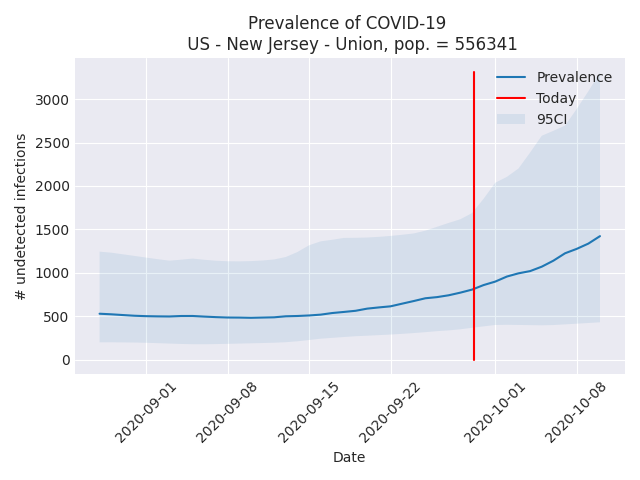 Prevalence of COVID-19
US - New Jersey - Union, pop. = 556341
Prevalence
Today
95CI
# undetected infections
3000
2500
2000
1500
1000
500
0
2020-09-01
2020-09-08
2020-09-15
2020-09-22
2020-10-01
2020-10-08
Date